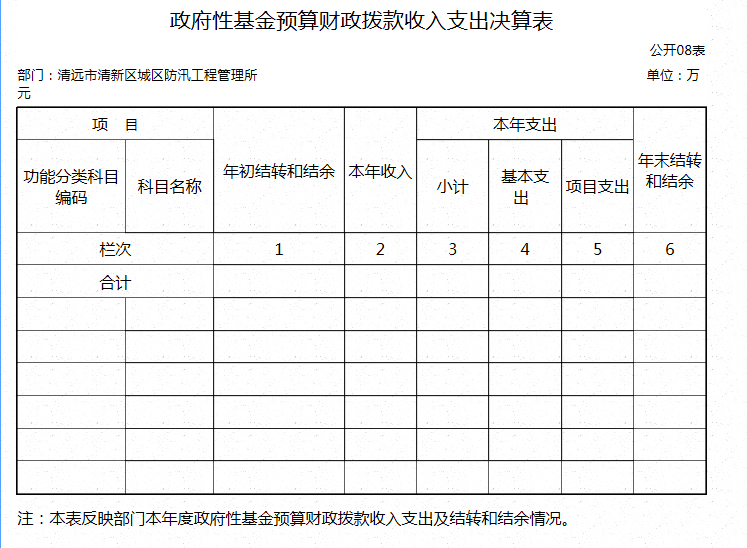 政府性基金预算财政拨款收入支出决算表
公开08表
部门：清远市清新区城区防汛工程管理所 单位：万
元
项 目
年初结转和结余
本年收入
本年支出
年末结转
和结余
功能分类科目
编码
科目名称
小计
基本支
出
项目支出
栏次 1 2 3 4 5 6
合计
注：本表反映部门本年度政府性基金预算财政拨款收入支出及结转和结余情况。